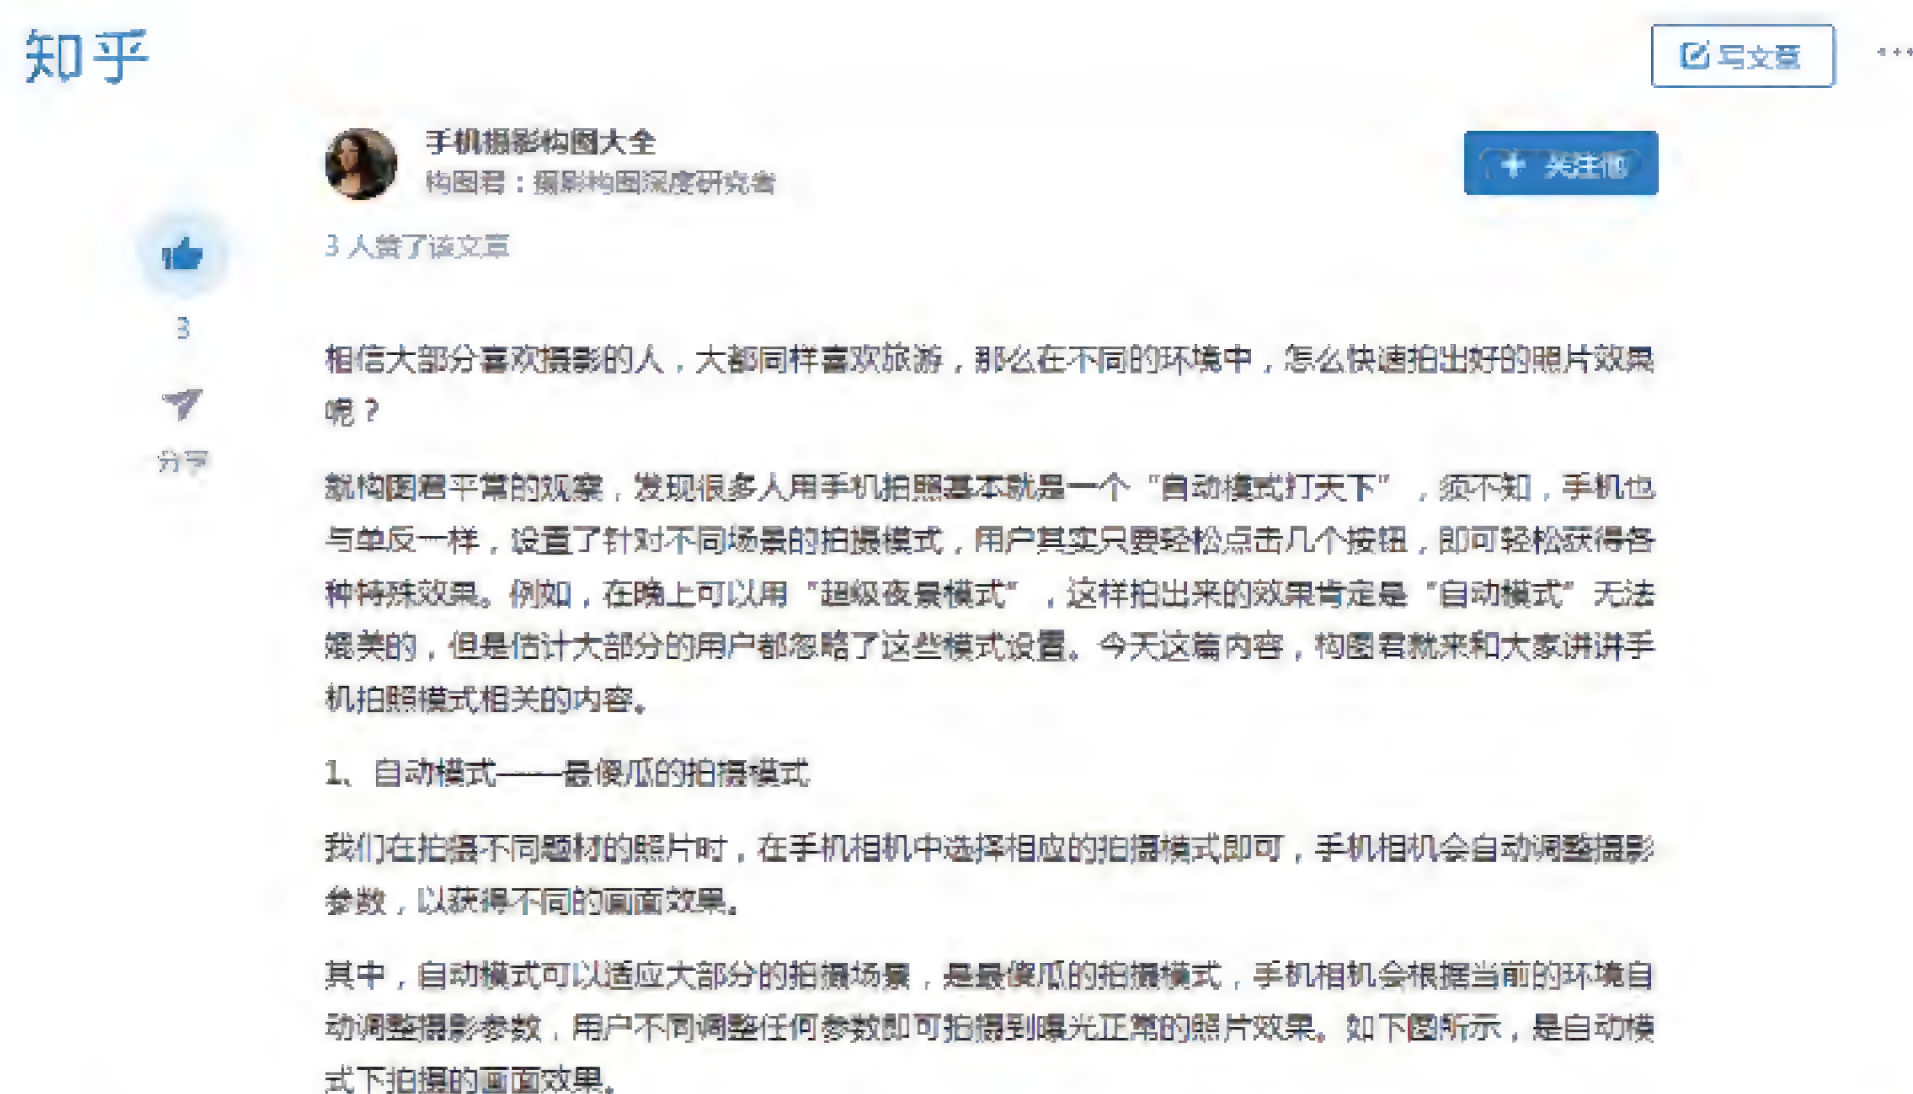 知乎
写文章
手机摄影构图大全
构图君：摄影构图深度研究者
+ 关注他
3 人赞了该文章
3
分享
相信大部分喜欢摄影的人，大都同样喜欢旅游，那么在不同的环境中，怎么快速拍出好的照片效果
呢？
就构图君平常的观察，发现很多人用手机拍照基本就是一个“自动模式打天下”，须不知，手机也
与单反一样，设置了针对不同场景的拍摄模式，用户其实只要轻松点击几个按钮，即可轻松获得各
种特殊效果。例如，在晚上可以用“超级夜景模式”，这样拍出来的效果肯定是“自动模式”无法
媲美的，但是估计大部分的用户都忽略了这些模式设置。今天这篇内容，构图君就来和大家讲讲手
机拍照模式相关的内容。
1、自动模式——最傻瓜的拍摄模式
我们在拍摄不同题材的照片时，在手机相机中选择相应的拍摄模式即可，手机相机会自动调整摄影
参数，以获得不同的画面效果。
其中，自动模式可以适应大部分的拍摄场景，是最傻瓜的拍摄模式，手机相机会根据当前的环境自
动调整摄影参数，用户不同调整任何参数即可拍摄到曝光正常的照片效果。如下图所示，是自动模
式下拍摄的画面效果。